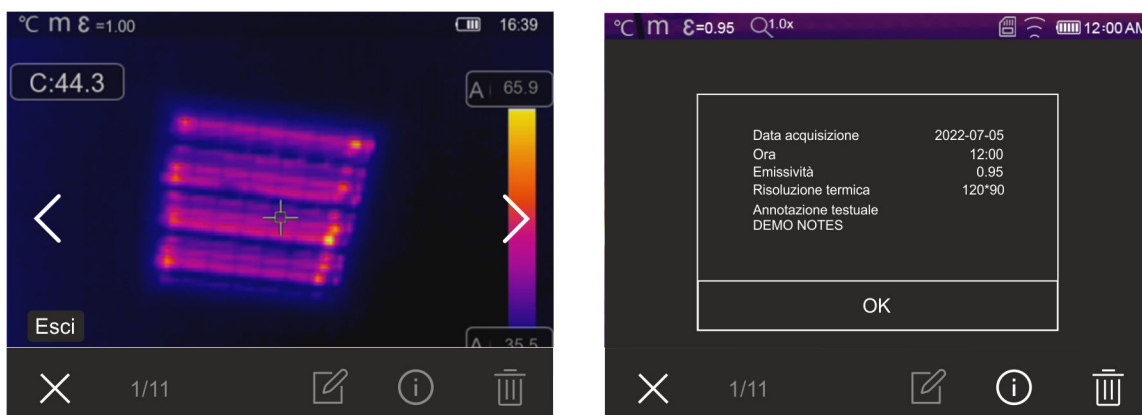 °C m ε =1.00 16:39
C:44.3
A 65.9
Esci
A 35.5
1/11
°C m ε=0.95 1.0x 12:00 AM
Data acquisizione 2022-07-05
Ora 12:00
Emissività 0.95
Risoluzione termica 120*90
Annotazione testuale
DEMO NOTES
OK
1/11